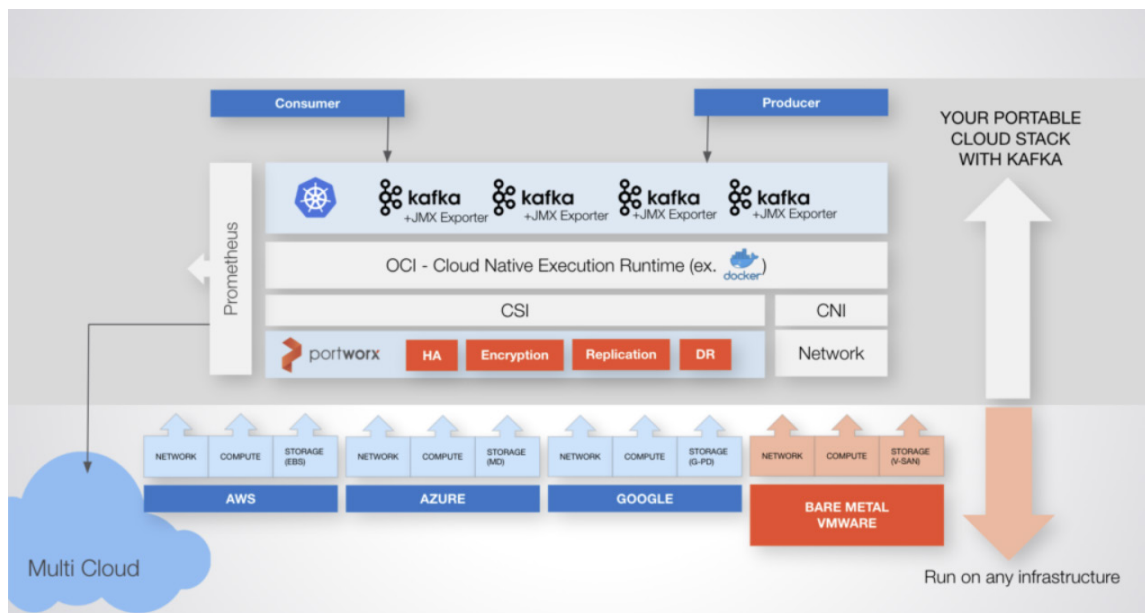 Consumer
Producer
YOUR PORTABLE
CLOUD STACK
WITH KAFKA
Prometheus
kafka
+JMX Exporter
kafka
+JMX Exporter
kafka
+JMX Exporter
kafka
+JMX Exporter
OCI - Cloud Native Execution Runtime (ex. docker)
CSI
CNI
portworx
HA
Encryption
Replication
DR
Network
NETWORK
COMPUTE
STORAGE
(EBS)
NETWORK
COMPUTE
STORAGE
(MD)
NETWORK
COMPUTE
STORAGE
(G-PD)
NETWORK
COMPUTE
STORAGE
(V-SAN)
AWS
AZURE
GOOGLE
BARE METAL
VMWARE
Multi Cloud
Run on any infrastructure